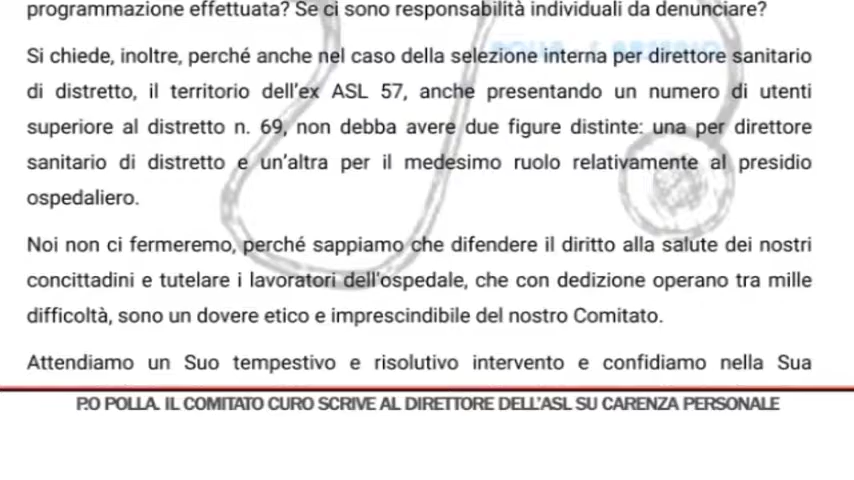 programmazione effettuata? Se ci sono responsabilità individuali da denunciare?
Si chiede, inoltre, perché anche nel caso della selezione interna per direttore sanitario
di distretto, il territorio dell'ex ASL 57, anche presentando un numero di utenti
superiore al distretto n. 69, non debba avere due figure distinte: una per direttore
sanitario di distretto e un'altra per il medesimo ruolo relativamente al presidio
ospedaliero.
Noi non ci fermeremo, perché sappiamo che difendere il diritto alla salute dei nostri
concittadini e tutelare i lavoratori dell'ospedale, che con dedizione operano tra mille
difficoltà, sono un dovere etico e imprescindibile del nostro Comitato.
Attendiamo un Suo tempestivo e risolutivo intervento e confidiamo nella Sua
P.O POLLA. IL COMITATO CURO SCRIVE AL DIRETTORE DELL'ASL SU CARENZA PERSONALE